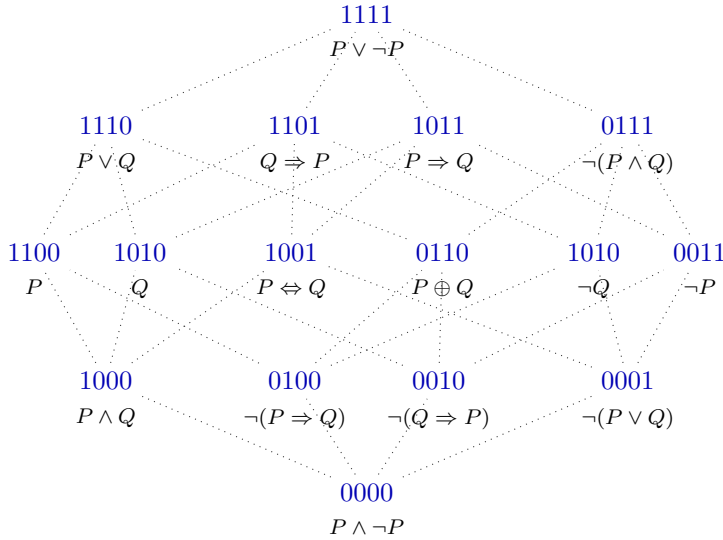 1111
P ∨ ¬P
1110 1101 1011 0111
P ∨ Q Q ⇒ P P ⇒ Q ¬(P ∧ Q)
1100 1010 1001 0110 1010 0011
P Q P ⇔ Q P ⊕ Q ¬Q ¬P
1000 0100 0010 0001
P ∧ Q ¬(P ⇒ Q) ¬(Q ⇒ P) ¬(P ∨ Q)
0000
P ∧ ¬P